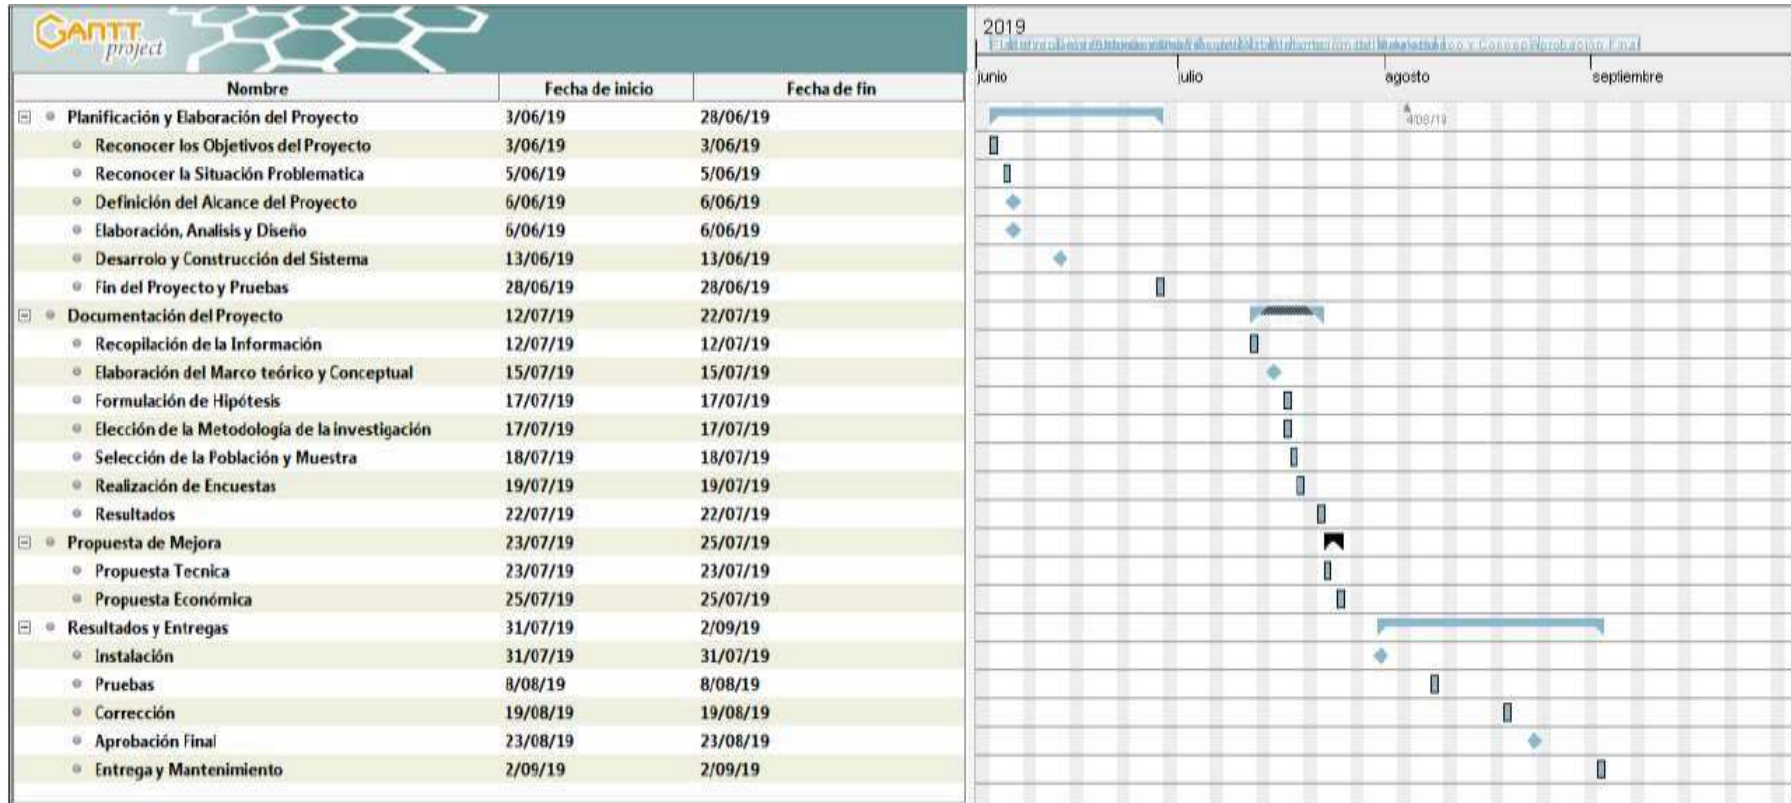 GANTT
project
2019
junio julio agosto septiembre
Nombre Fecha de inicio Fecha de fin
Planificación y Elaboración del Proyecto 3/06/19 28/06/19
4/08/19
Reconocer los Objetivos del Proyecto 3/06/19 3/06/19
Reconocer la Situación Problematica 5/06/19 5/06/19
Definición del Alcance del Proyecto 6/06/19 6/06/19
Elaboración, Analisis y Diseño 6/06/19 6/06/19
Desarrolo y Construcción del Sistema 13/06/19 13/06/19
Fin del Proyecto y Pruebas 28/06/19 28/06/19
Documentación del Proyecto 12/07/19 22/07/19
Recopilación de la Información 12/07/19 12/07/19
Elaboración del Marco teórico y Conceptual 15/07/19 15/07/19
Formulación de Hipótesis 17/07/19 17/07/19
Elección de la Metodología de la investigación 17/07/19 17/07/19
Selección de la Población y Muestra 18/07/19 18/07/19
Realización de Encuestas 19/07/19 19/07/19
Resultados 22/07/19 22/07/19
Propuesta de Mejora 23/07/19 25/07/19
Propuesta Tecnica 23/07/19 23/07/19
Propuesta Económica 25/07/19 25/07/19
Resultados y Entregas 31/07/19 2/09/19
Instalación 31/07/19 31/07/19
Pruebas 8/08/19 8/08/19
Corrección 19/08/19 19/08/19
Aprobación Final 23/08/19 23/08/19
Entrega y Mantenimiento 2/09/19 2/09/19